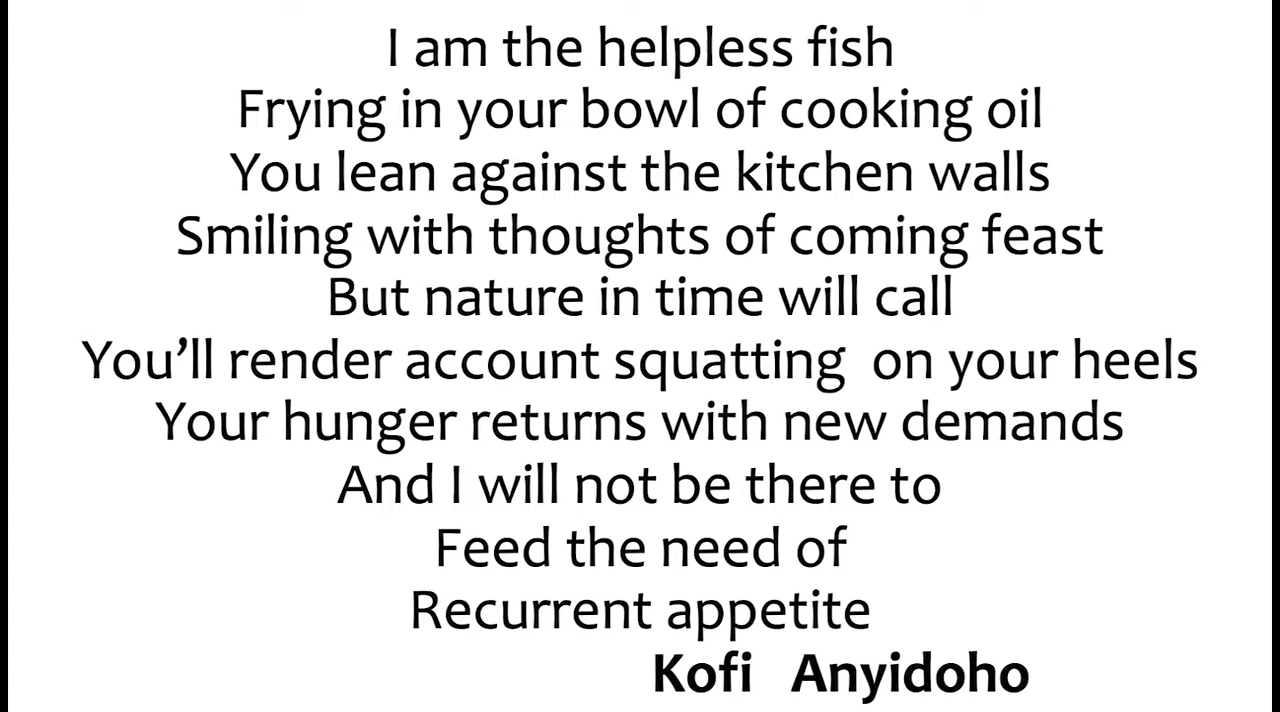 I am the helpless fish
Frying in your bowl of cooking oil
You lean against the kitchen walls
Smiling with thoughts of coming feast
But nature in time will call
You’ll render account squatting  on your heels
Your hunger returns with new demands
And I will not be there to
Feed the need of
Recurrent appetite
Kofi   Anyidoho